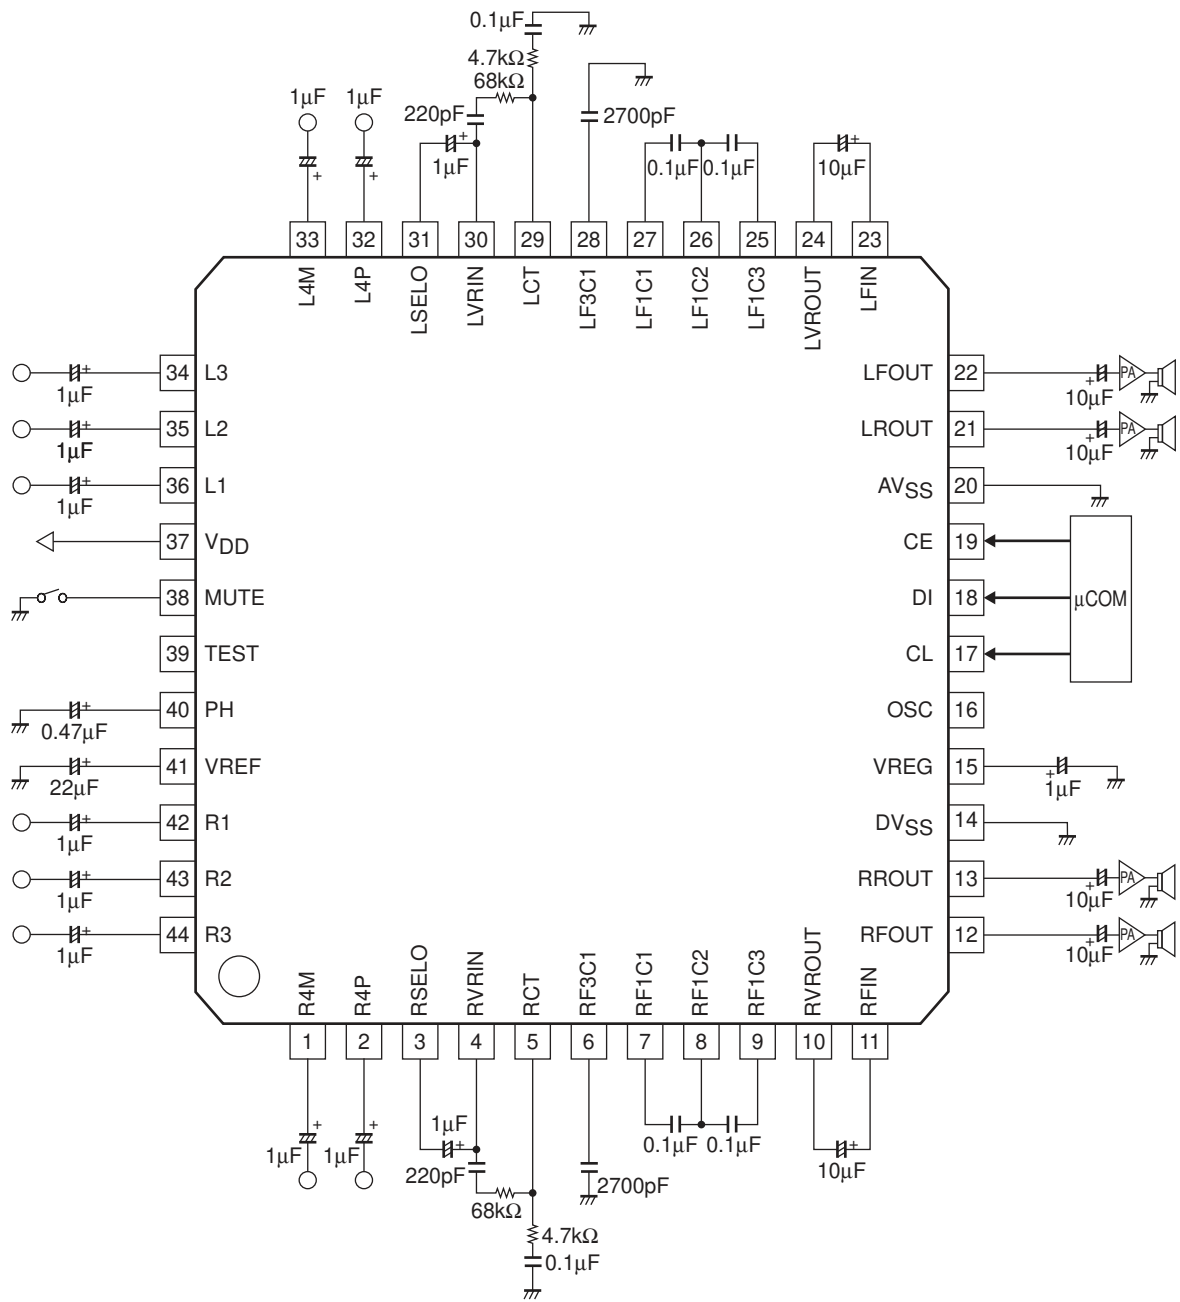 0.1μF
4.7kΩ
68kΩ
1μF 1μF
220pF
2700pF
1μF
0.1μF 0.1μF
10μF
33 32 31 30 29 28 27 26 25 24 23
L4M L4P LSELO LVRIN LCT LF3C1 LF1C1 LF1C2 LF1C3 LVROUT LFIN
34 L3
1μF
35 L2
1μF
36 L1
1μF
37 VDD
38 MUTE
39 TEST
40 PH
0.47μF
41 VREF
22μF
42 R1
1μF
43 R2
1μF
44 R3
1μF
LFOUT 22
PA
10μF
LROUT 21
PA
10μF
AVSS 20
CE 19
DI 18
μCOM
CL 17
OSC 16
VREG 15
1μF
DVSS 14
RROUT 13
PA
10μF
RFOUT 12
PA
10μF
R4M R4P RSELO RVRIN RCT RF3C1 RF1C1 RF1C2 RF1C3 RVROUT RFIN
1 2 3 4 5 6 7 8 9 10 11
1μF
0.1μF 0.1μF
1μF 1μF
220pF
10μF
2700pF
68kΩ
4.7kΩ
0.1μF